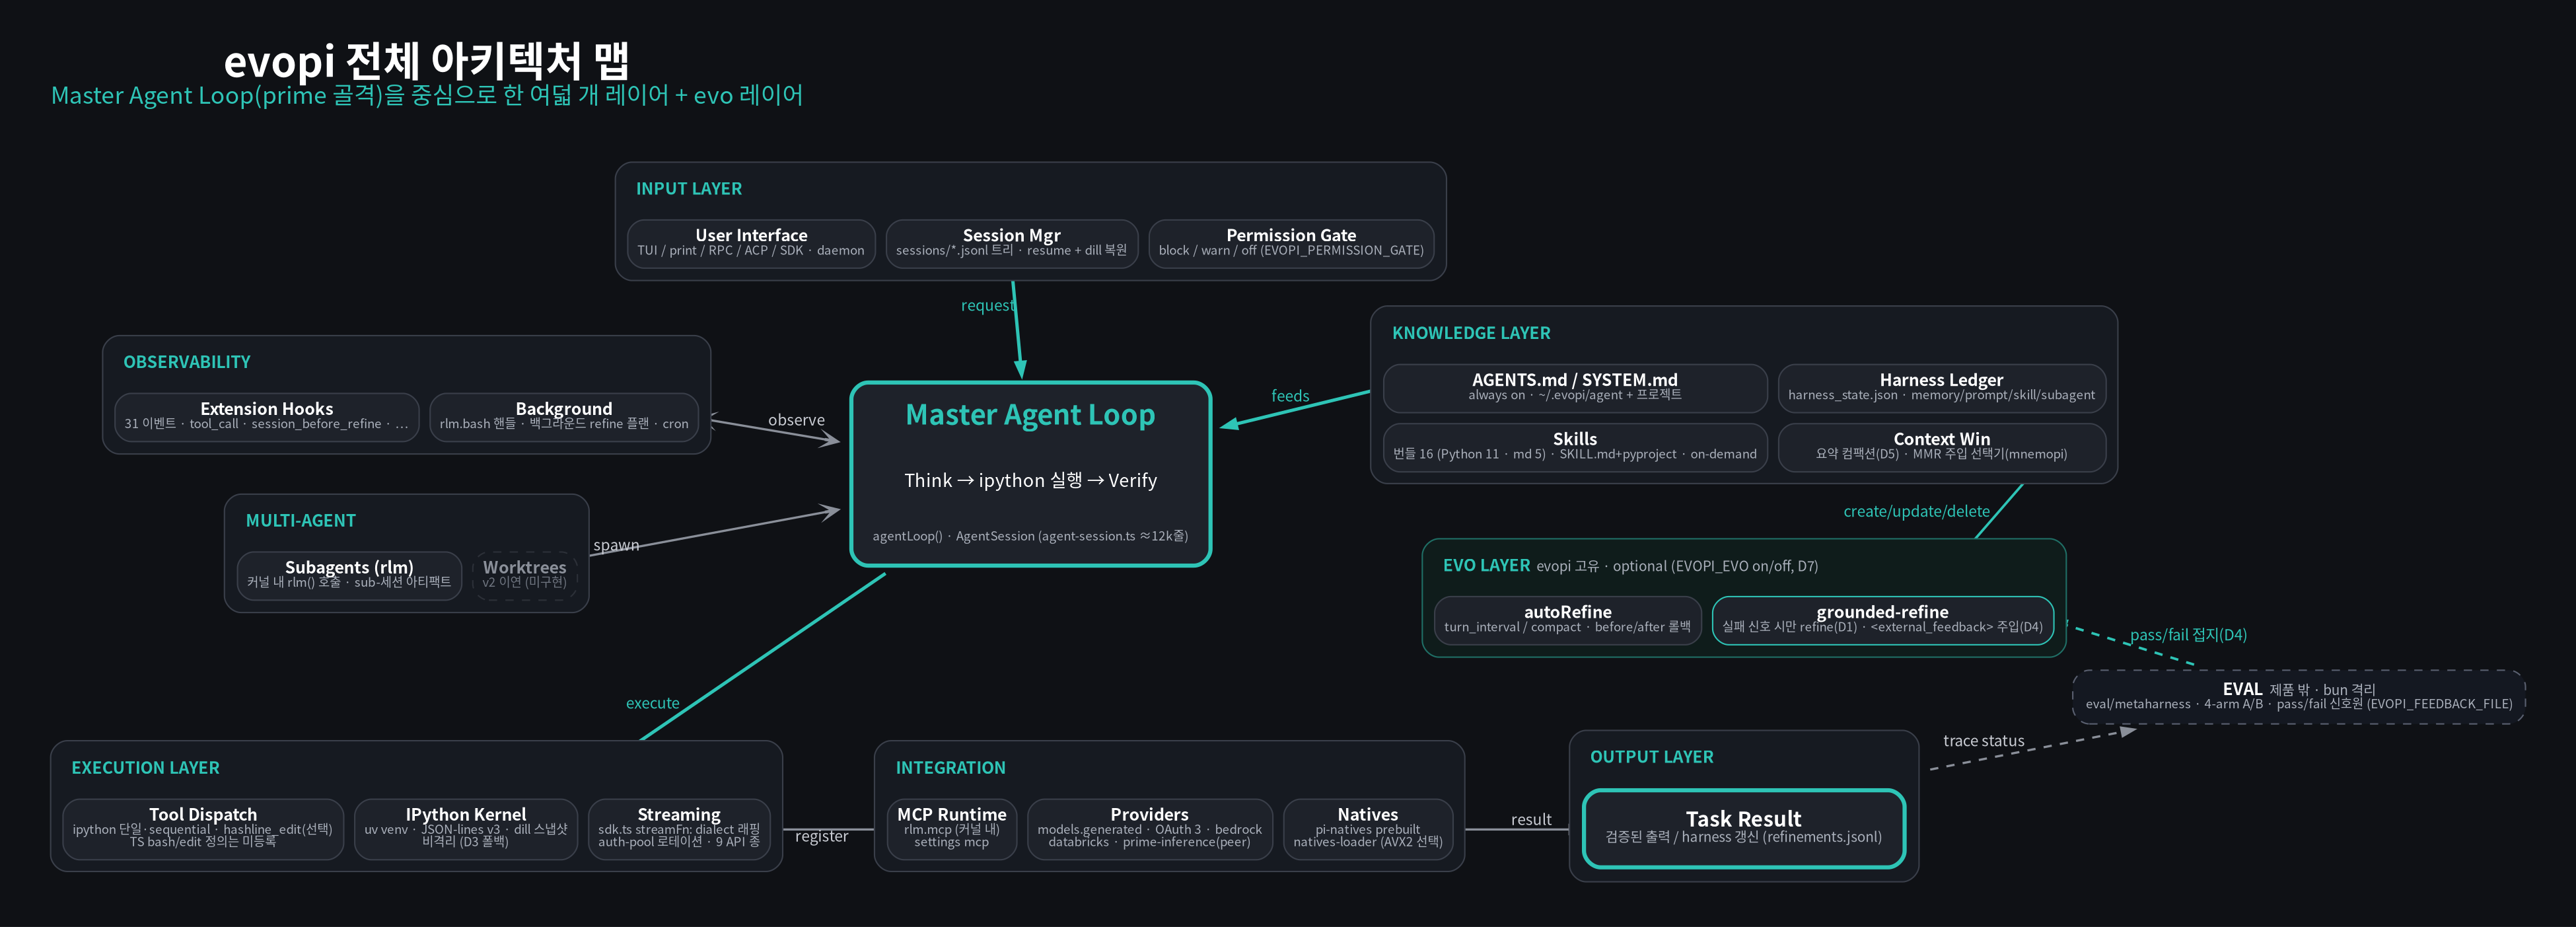 evopi 전체 아키텍처 맵
Master Agent Loop(prime 골격)을 중심으로 한 여덟 개 레이어 + evo 레이어
INPUT LAYER
User Interface
TUI / print / RPC / ACP / SDK · daemon
Session Mgr
sessions/*.jsonl 트리 · resume + dill 복원
Permission Gate
block / warn / off (EVOPI_PERMISSION_GATE)
request
OBSERVABILITY
Extension Hooks
31 이벤트 · tool_call · session_before_refine · …
Background
rlm.bash 핸들 · 백그라운드 refine 플랜 · cron
observe
Master Agent Loop
Think → ipython 실행 → Verify
agentLoop() · AgentSession (agent-session.ts ≈12k줄)
feeds
KNOWLEDGE LAYER
AGENTS.md / SYSTEM.md
always on · ~/.evopi/agent + 프로젝트
Harness Ledger
harness_state.json · memory/prompt/skill/subagent
Skills
번들 16 (Python 11 · md 5) · SKILL.md+pyproject · on-demand
Context Win
요약 컴팩션(D5) · MMR 주입 선택기(mnemopi)
create/update/delete
MULTI-AGENT
Subagents (rlm)
커널 내 rlm() 호출 · sub-세션 아티팩트
Worktrees
v2 이연 (미구현)
spawn
EVO LAYER evopi 고유 · optional (EVOPI_EVO on/off, D7)
autoRefine
turn_interval / compact · before/after 롤백
grounded-refine
실패 신호 시만 refine(D1) · <external_feedback> 주입(D4)
pass/fail 접지(D4)
EVAL 제품 밖 · bun 격리
eval/metaharness · 4-arm A/B · pass/fail 신호원 (EVOPI_FEEDBACK_FILE)
trace status
execute
EXECUTION LAYER
Tool Dispatch
ipython 단일·sequential · hashline_edit(선택)
TS bash/edit 정의는 미등록
IPython Kernel
uv venv · JSON-lines v3 · dill 스냅샷
비격리 (D3 폴백)
Streaming
sdk.ts streamFn: dialect 래핑
auth-pool 로테이션 · 9 API 종
register
INTEGRATION
MCP Runtime
rlm.mcp (커널 내)
settings mcp
Providers
models.generated · OAuth 3 · bedrock
databricks · prime-inference(peer)
Natives
pi-natives prebuilt
natives-loader (AVX2 선택)
result
OUTPUT LAYER
Task Result
검증된 출력 / harness 갱신 (refinements.jsonl)